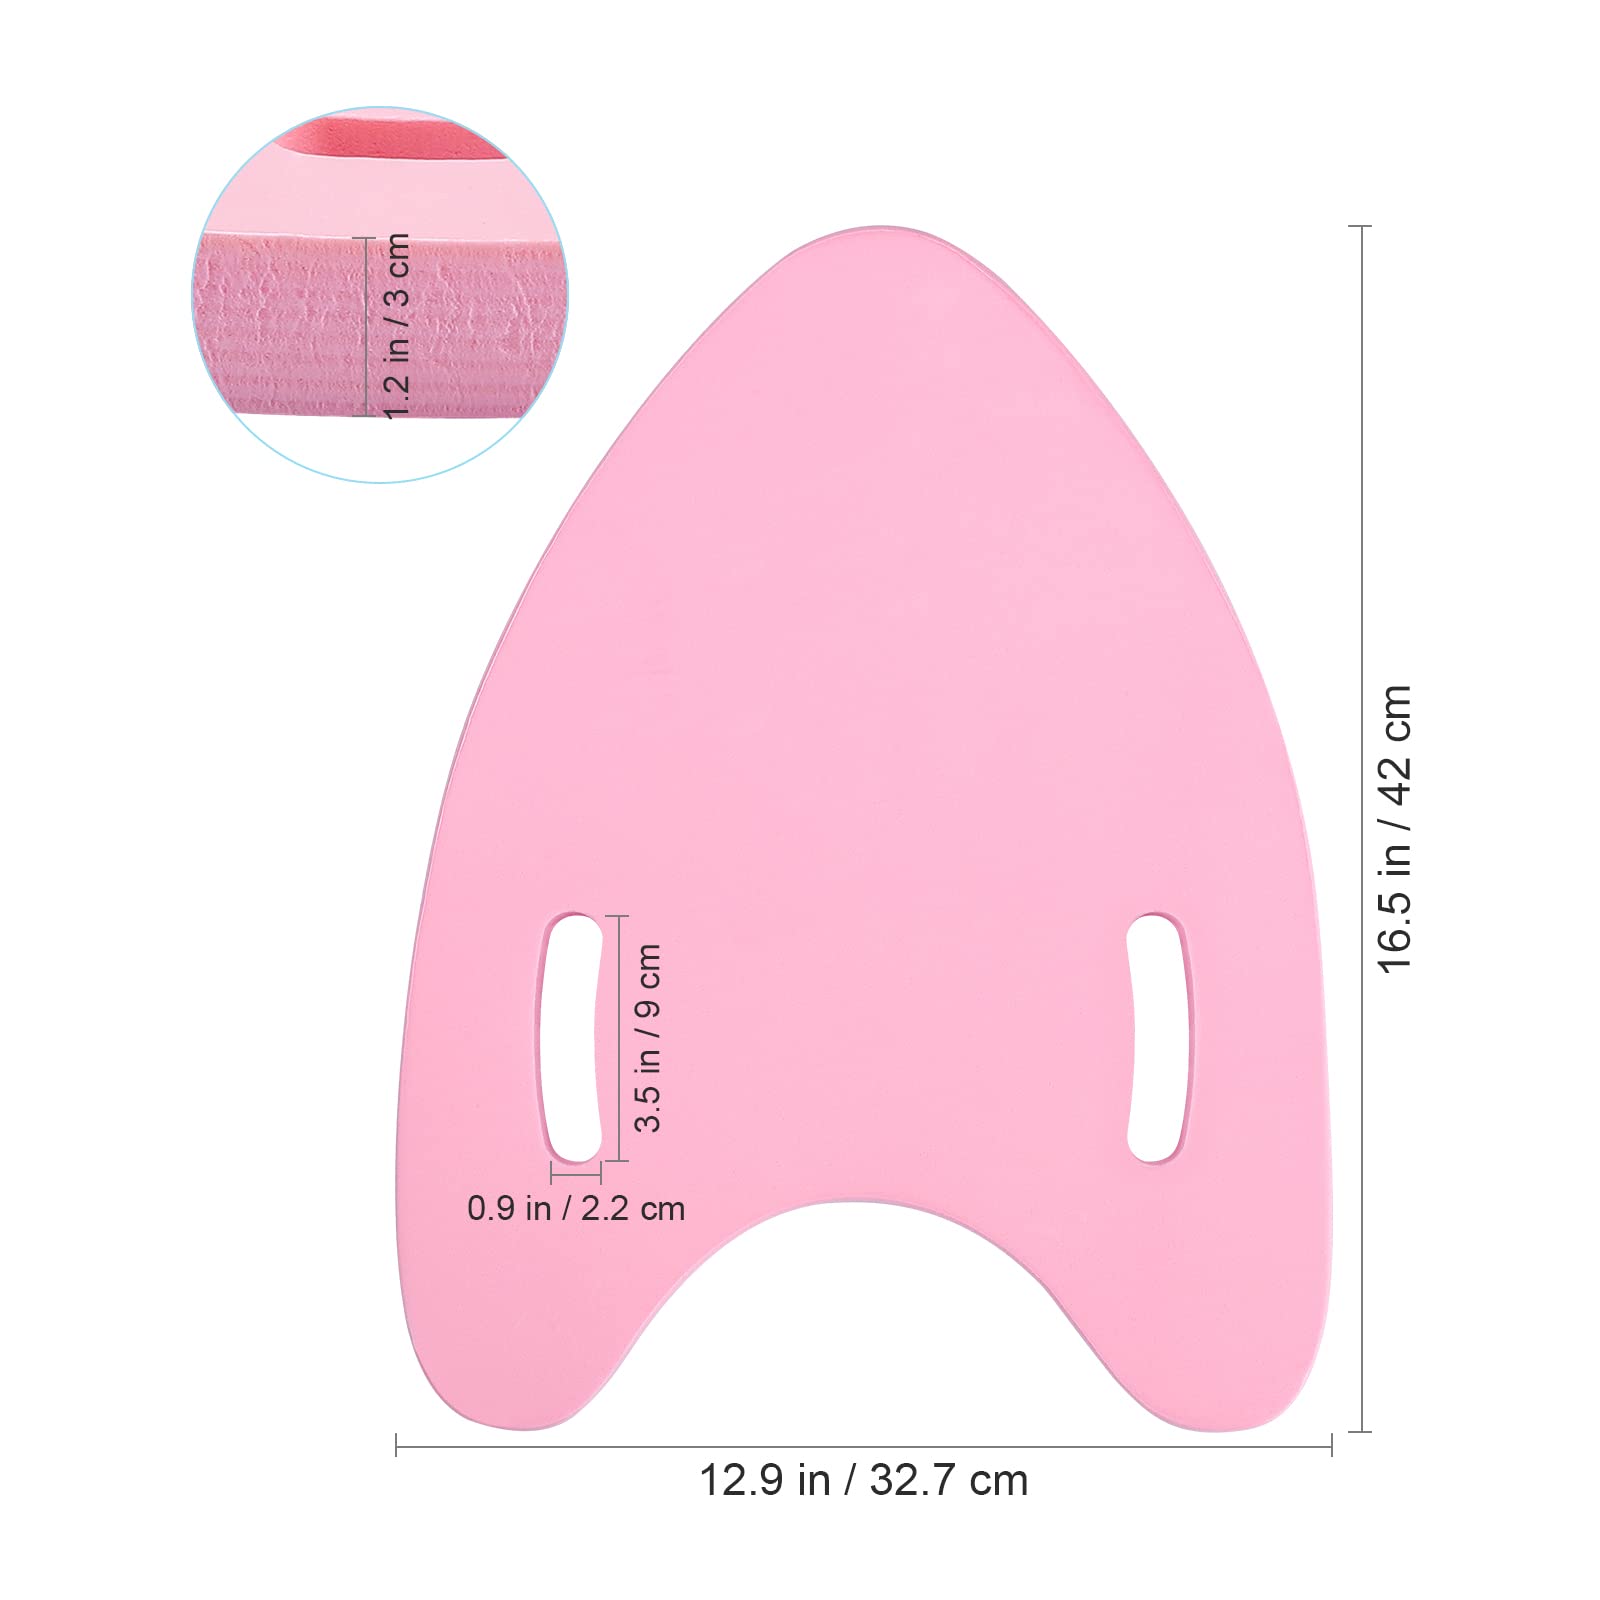 1.2 in / 3 cm
16.5 in / 42 cm
3.5 in / 9 cm
0.9 in / 2.2 cm
12.9 in / 32.7 cm